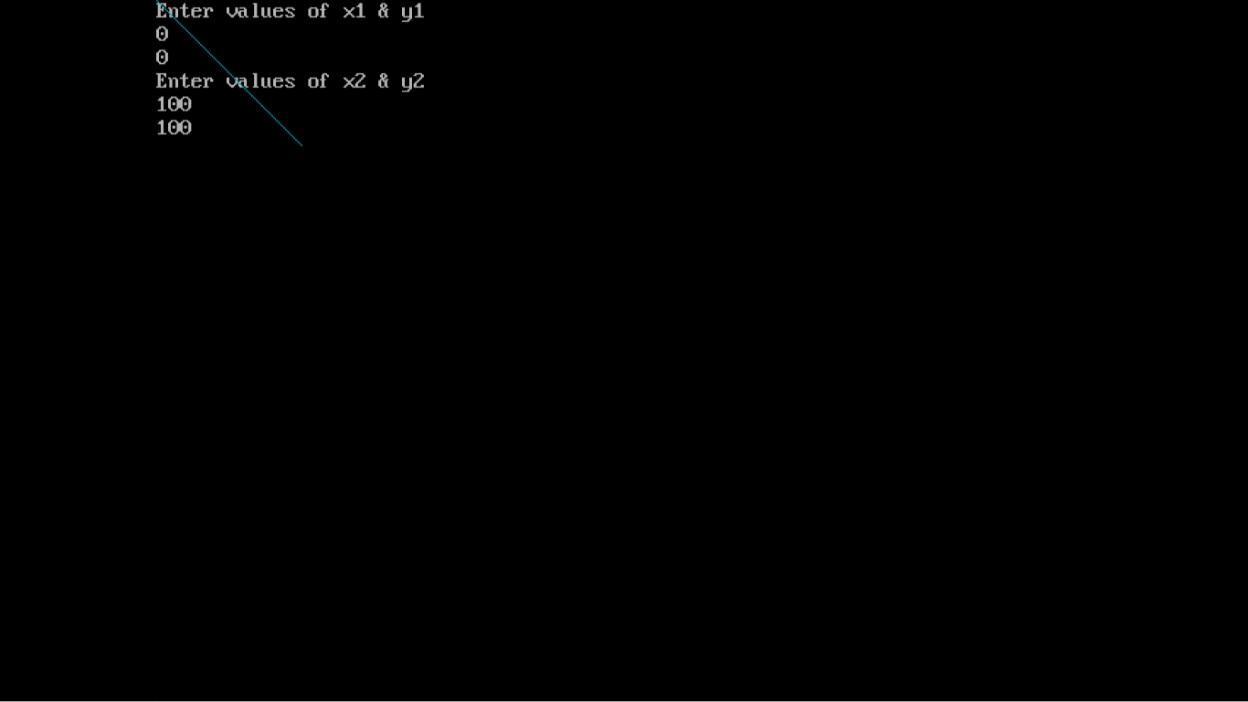 Enter values of x1 & y1
0
0
Enter values of x2 & y2
100
100